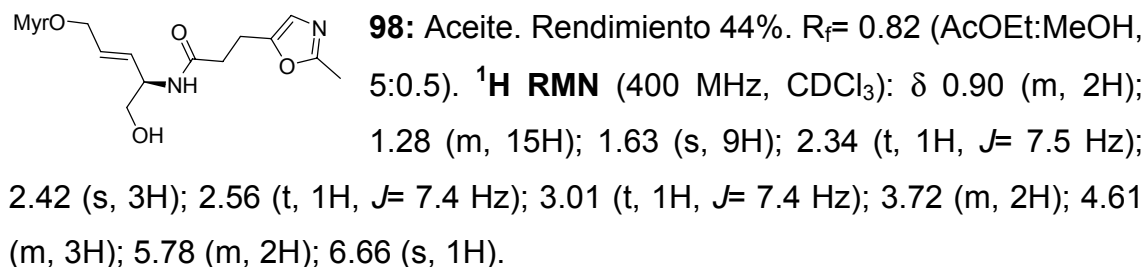 MyrO
O
N
NH
O
OH
98: Aceite. Rendimiento 44%. Rf= 0.82 (AcOEt:MeOH,
5:0.5). ¹H RMN (400 MHz, CDCl₃): δ 0.90 (m, 2H);
1.28 (m, 15H); 1.63 (s, 9H); 2.34 (t, 1H, J= 7.5 Hz);
2.42 (s, 3H); 2.56 (t, 1H, J= 7.4 Hz); 3.01 (t, 1H, J= 7.4 Hz); 3.72 (m, 2H); 4.61
(m, 3H); 5.78 (m, 2H); 6.66 (s, 1H).